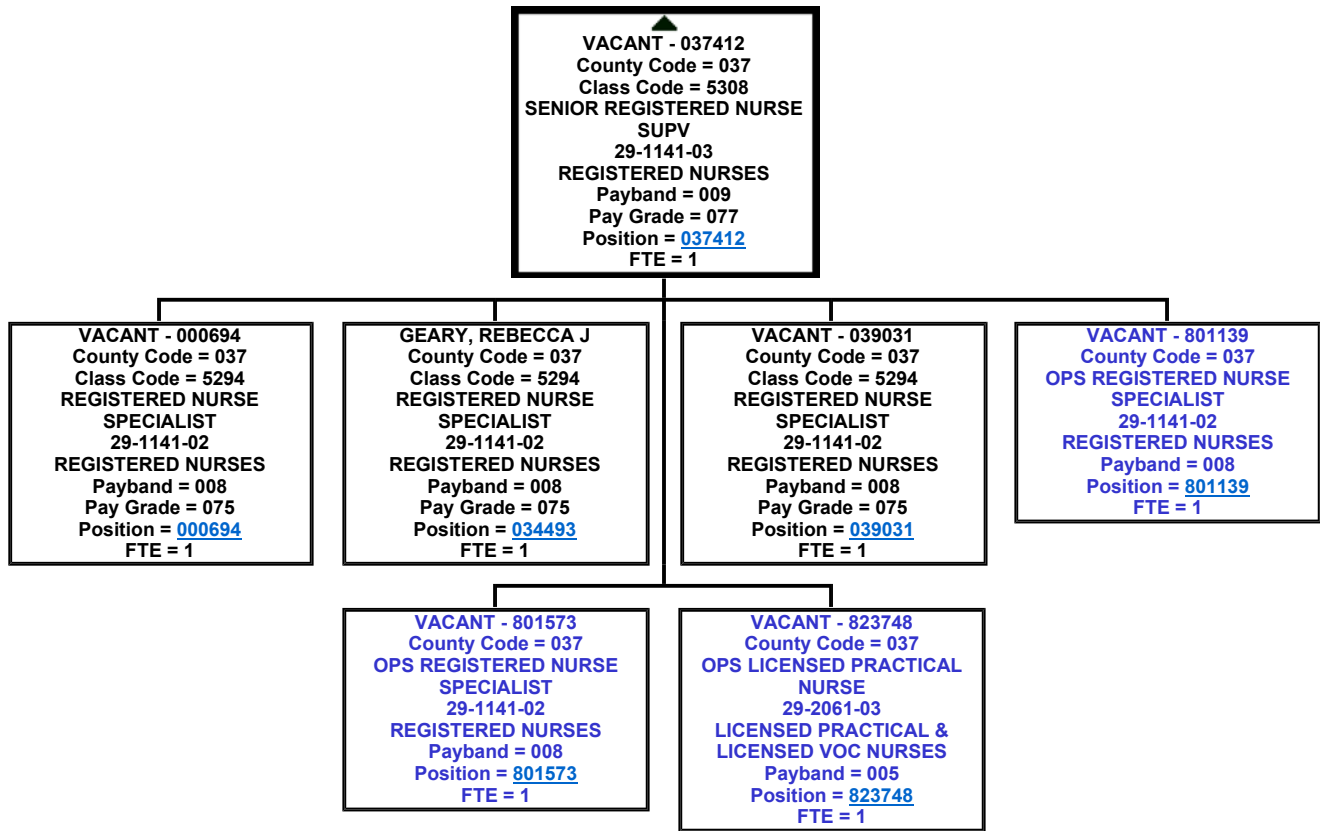 VACANT - 037412
County Code = 037
Class Code = 5308
SENIOR REGISTERED NURSE
SUPV
29-1141-03
REGISTERED NURSES
Payband = 009
Pay Grade = 077
Position = 037412
FTE = 1
VACANT - 000694
County Code = 037
Class Code = 5294
REGISTERED NURSE
SPECIALIST
29-1141-02
REGISTERED NURSES
Payband = 008
Pay Grade = 075
Position = 000694
FTE = 1
GEARY, REBECCA J
County Code = 037
Class Code = 5294
REGISTERED NURSE
SPECIALIST
29-1141-02
REGISTERED NURSES
Payband = 008
Pay Grade = 075
Position = 034493
FTE = 1
VACANT - 039031
County Code = 037
Class Code = 5294
REGISTERED NURSE
SPECIALIST
29-1141-02
REGISTERED NURSES
Payband = 008
Pay Grade = 075
Position = 039031
FTE = 1
VACANT - 801139
County Code = 037
OPS REGISTERED NURSE
SPECIALIST
29-1141-02
REGISTERED NURSES
Payband = 008
Position = 801139
FTE = 1
VACANT - 801573
County Code = 037
OPS REGISTERED NURSE
SPECIALIST
29-1141-02
REGISTERED NURSES
Payband = 008
Position = 801573
FTE = 1
VACANT - 823748
County Code = 037
OPS LICENSED PRACTICAL
NURSE
29-2061-03
LICENSED PRACTICAL &
LICENSED VOC NURSES
Payband = 005
Position = 823748
FTE = 1